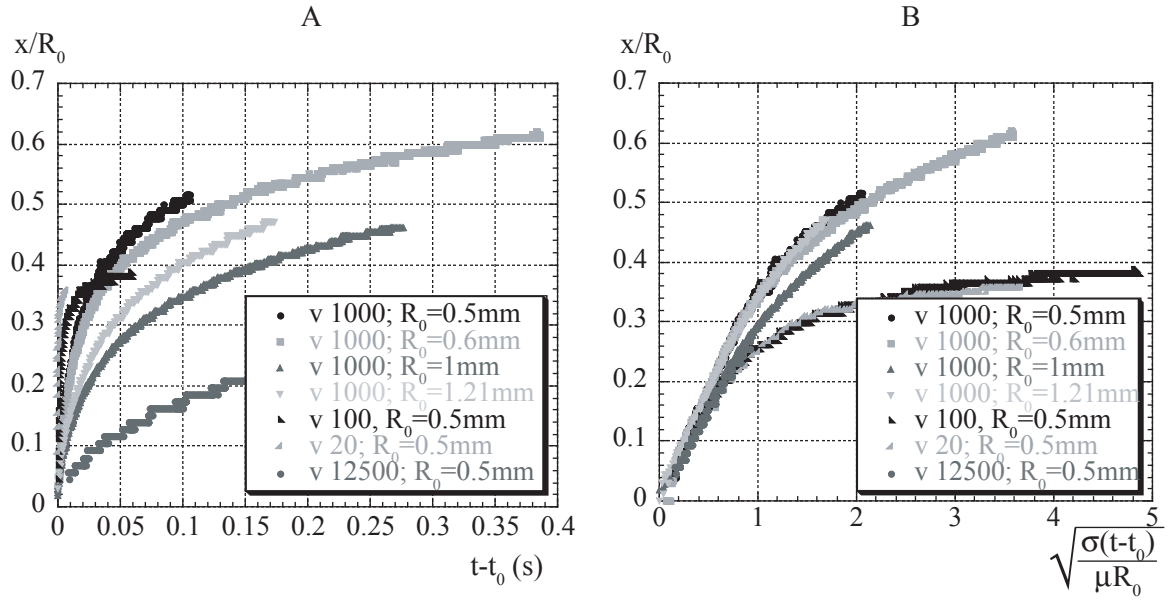 A
x/R₀
0.7
0.6
0.5
0.4
0.3
0.2
0.1
0
0 0.05 0.1 0.15 0.2 0.25 0.3 0.35 0.4
t-t₀ (s)
v 1000; R₀=0.5mm
v 1000; R₀=0.6mm
v 1000; R₀=1mm
v 1000; R₀=1.21mm
v 100, R₀=0.5mm
v 20; R₀=0.5mm
v 12500; R₀=0.5mm
B
x/R₀
0.7
0.6
0.5
0.4
0.3
0.2
0.1
0
0 1 2 3 4 5
√σ(t-t₀)
μR₀
v 1000; R₀=0.5mm
v 1000; R₀=0.6mm
v 1000; R₀=1mm
v 1000; R₀=1.21mm
v 100, R₀=0.5mm
v 20; R₀=0.5mm
v 12500; R₀=0.5mm